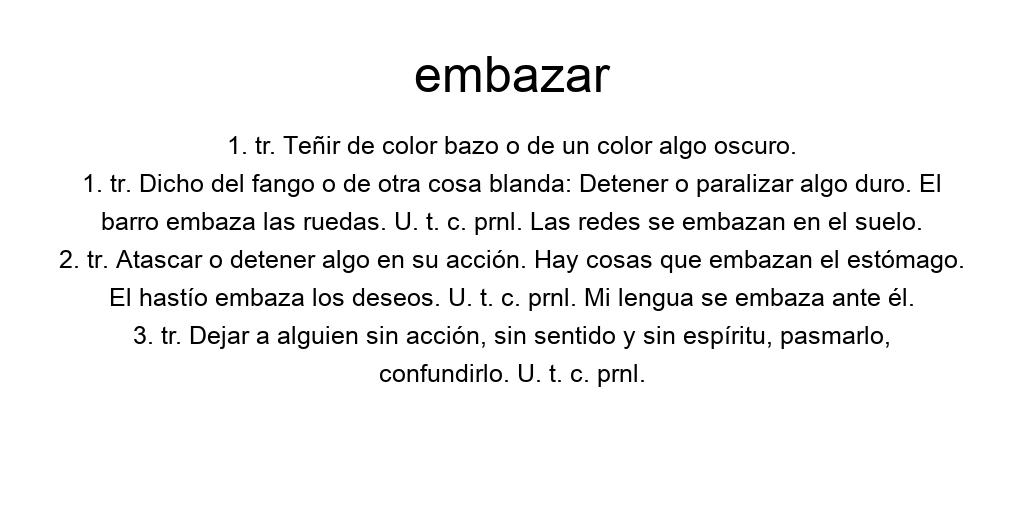 embazar
1. tr. Teñir de color bazo o de un color algo oscuro.
1. tr. Dicho del fango o de otra cosa blanda: Detener o paralizar algo duro. El
barro embaza las ruedas. U. t. c. prnl. Las redes se embazan en el suelo.
2. tr. Atascar o detener algo en su acción. Hay cosas que embazan el estómago.
El hastío embaza los deseos. U. t. c. prnl. Mi lengua se embaza ante él.
3. tr. Dejar a alguien sin acción, sin sentido y sin espíritu, pasmarlo,
confundirlo. U. t. c. prnl.